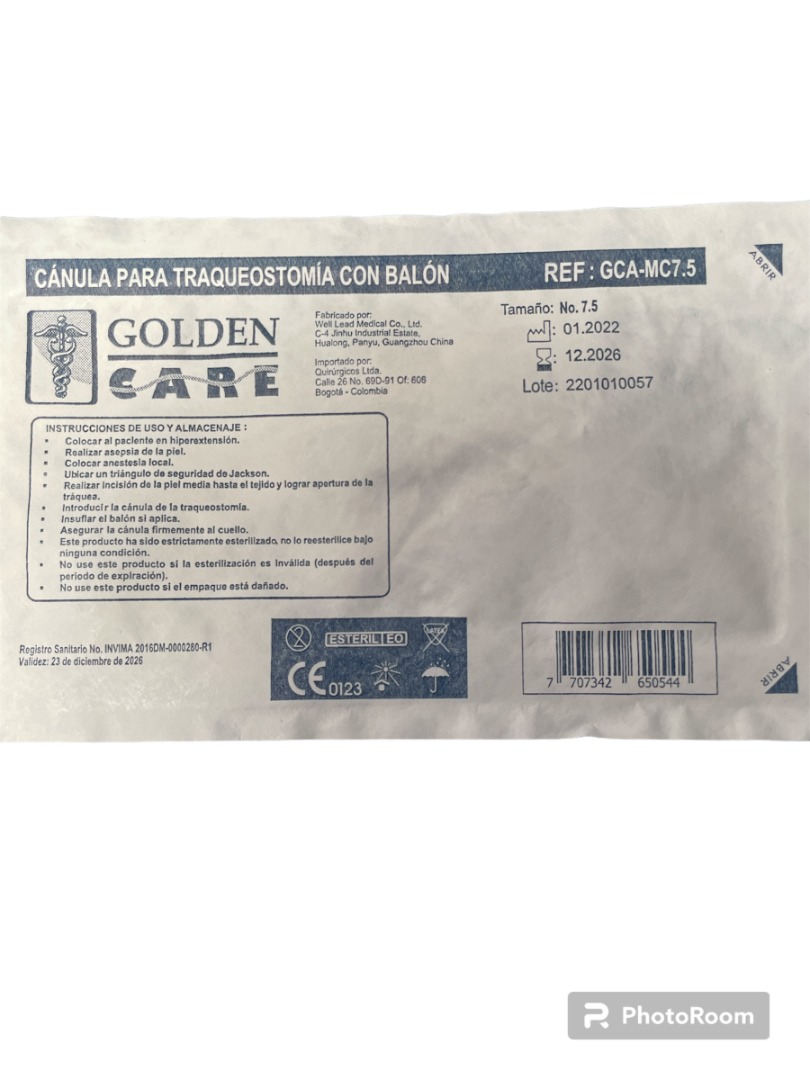 CÁNULA PARA TRAQUEOSTOMÍA CON BALÓN
REF : GCA-MC7.5
ABRIR
GOLDEN
CARE
Fabricado por:
Well Lead Medical Co., Ltd.
C-4 Jinhu Industrial Estate,
Hualong, Panyu, Guangzhou China
Importado por:
Quirúrgicos Ltda.
Calle 26 No. 69D-91 Of: 606
Bogotá - Colombia
Tamaño: No. 7.5
: 01.2022
: 12.2026
Lote: 2201010057
INSTRUCCIONES DE USO Y ALMACENAJE :
• Colocar al paciente en hiperextensión.
• Realizar asepsia de la piel.
• Colocar anestesia local.
• Ubicar un triángulo de seguridad de Jackson.
• Realizar incisión de la piel media hasta el tejido y lograr apertura de la
tráquea.
• Introducir la cánula de la traqueostomía.
• Insuflar el balón si aplica.
• Asegurar la cánula firmemente al cuello.
• Este producto ha sido estrictamente esterilizado, no lo reesterilice bajo
ninguna condición.
• No use este producto si la esterilización es inválida (después del
período de expiración).
• No use este producto si el empaque está dañado.
Registro Sanitario No. INVIMA 2016DM-0000280-R1
Validez: 23 de diciembre de 2026
2
ESTERIL EO
LATEX
CE 0123
7 707342 650544
ABRIR
PhotoRoom